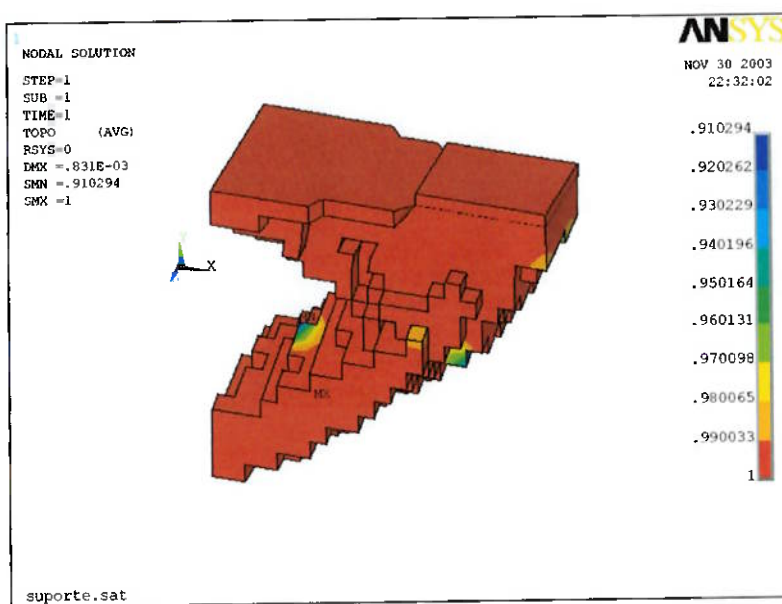 1
ANSYS
NODAL SOLUTION
STEP=1
SUB =1
TIME=1
TOPO (AVG)
RSYS=0
DMX =.831E-03
SMN =.910294
SMX =1
NOV 30 2003
22:32:02
.910294
.920262
.930229
.940196
.950164
.960131
.970098
.980065
.990033
1
Y
X
MX
suporte.sat